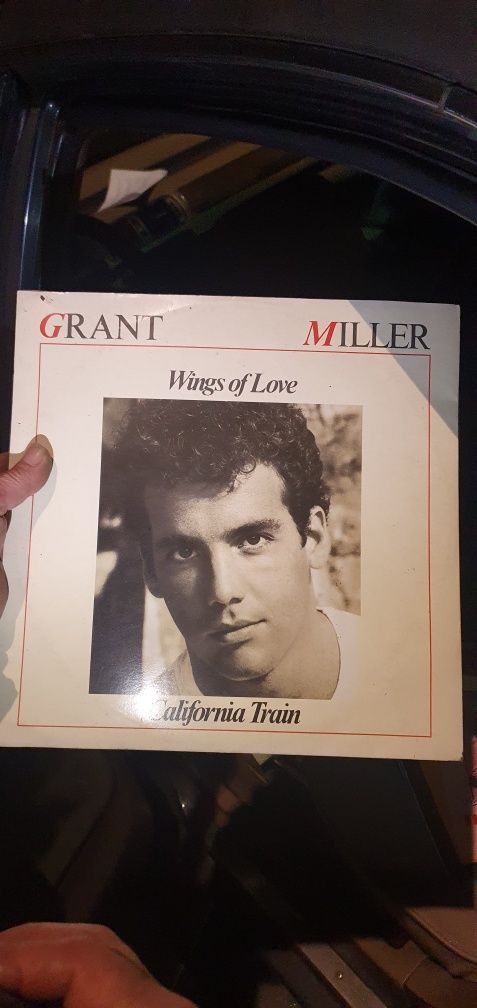 GRANT MILLER
Wings of Love
California Train